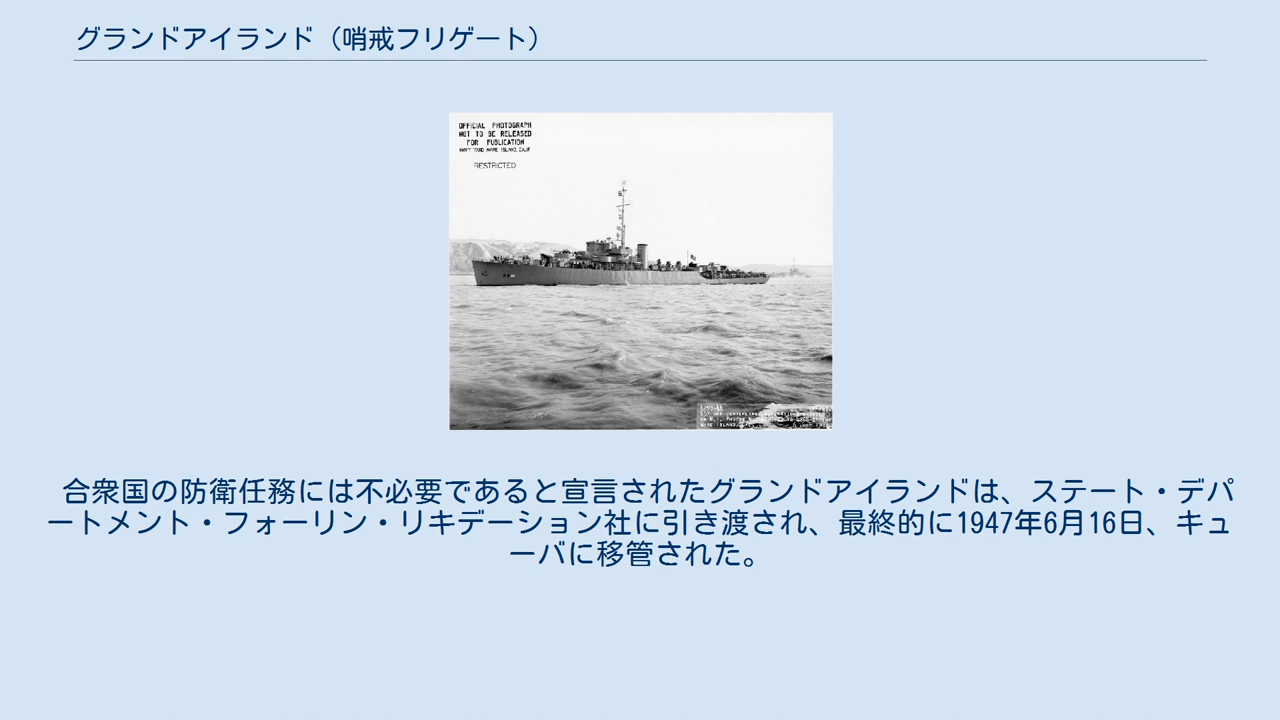 グランドアイランド（哨戒フリゲート）
OFFICIAL PHOTOGRAPH
NOT TO BE RELEASED
FOR PUBLICATION
NAVY YARD MARE ISLAND CALIF
RESTRICTED
合衆国の防衛任務には不必要であると宣言されたグランドアイランドは、ステート・デパ
ートメント・フォーリン・リキデーション社に引き渡され、最終的に1947年6月16日、キュ
ーバに移管された。